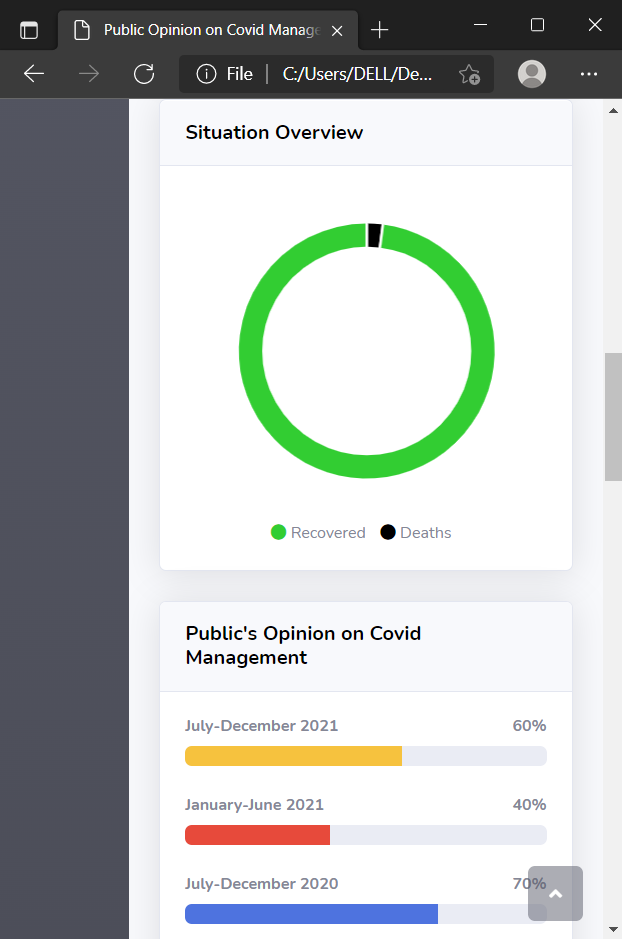 Public Opinion on Covid Manage
File
C:/Users/DELL/De...
Situation Overview
Recovered
Deaths
Public's Opinion on Covid
Management
July-December 2021 60%
January-June 2021 40%
July-December 2020 70%